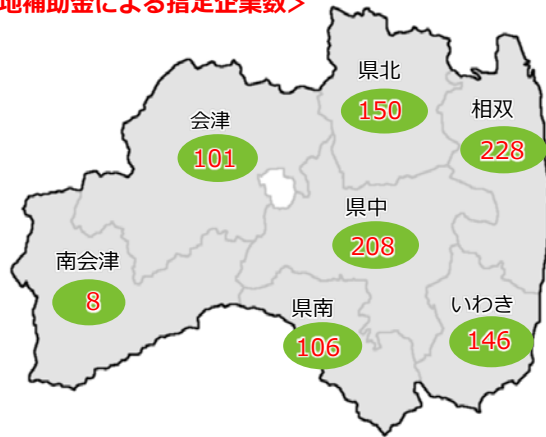 地補助金による指定企業数>
県北
150
相双
228
会津
101
県中
208
南会津
8
県南
106
いわき
146